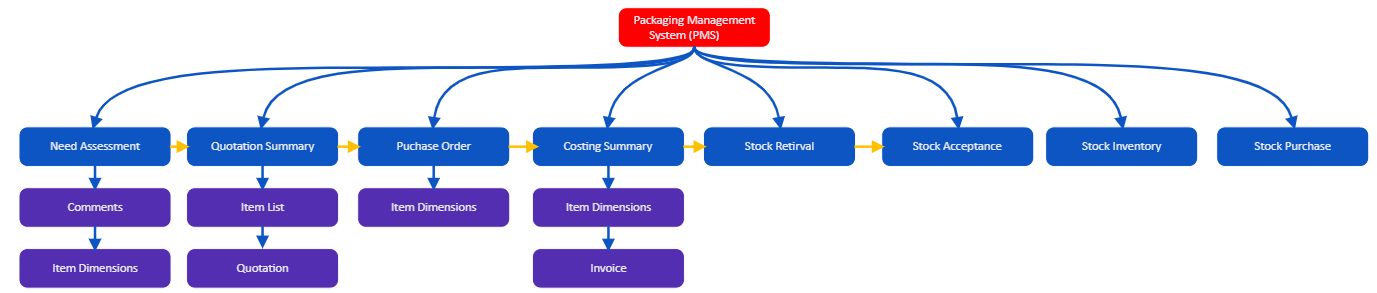 Packaging Management
System (PMS)
Need Assessment
Quotation Summary
Puchase Order
Costing Summary
Stock Retirval
Stock Acceptance
Stock Inventory
Stock Purchase
Comments
Item List
Item Dimensions
Item Dimensions
Item Dimensions
Quotation
Invoice